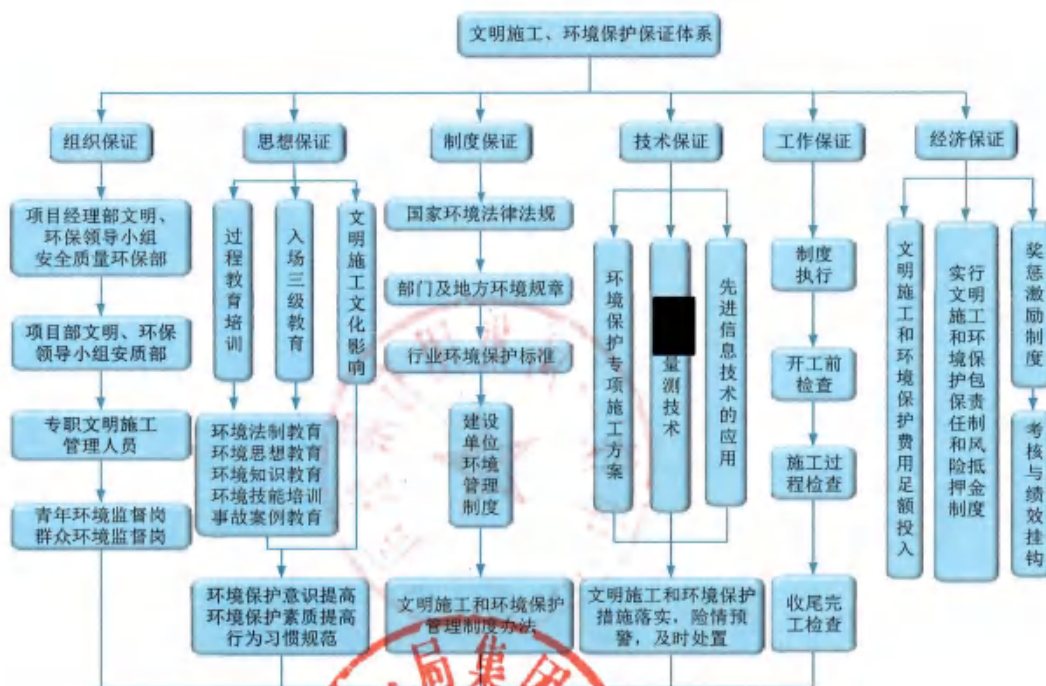 文明施工、环境保护保证体系
组织保证
思想保证
制度保证
技术保证
工作保证
经济保证
项目经理部文明、
环保领导小组
安全质量环保部
项目部文明、环保
领导小组安质部
专职文明施工
管理人员
青年环境监督岗
群众环境监督岗
过程教育培训
入场三级教育
文明施工文化影响
环境法制教育
环境思想教育
环境知识教育
环境技能培训
事故案例教育
环境保护意识提高
环境保护素质提高
行为习惯规范
国家环境法律法规
部门及地方环境规章
行业环境保护标准
建设
单位
环境
管理
制度
文明施工和环境保护
管理制度办法
环境保护专项施工方案
量测技术
先进信息技术的应用
文明施工和环境保护
措施落实，险情预
警，及时处置
制度
执行
开工前
检查
施工过
程检查
收尾完
工检查
文明施工和环境保护费用足额投入
实行
文明
施工
和环
境保
护包
保责
任制
和风
险抵
押金
制度
奖惩激励制度
考核与绩效挂钩
局集团